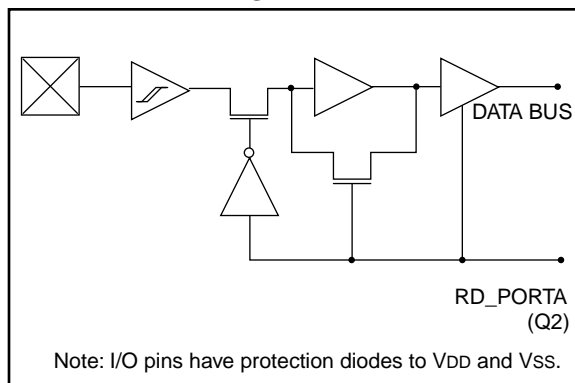 DATA BUS
RD_PORTA
(Q2)
Note: I/O pins have protection diodes to VDD and VSS.